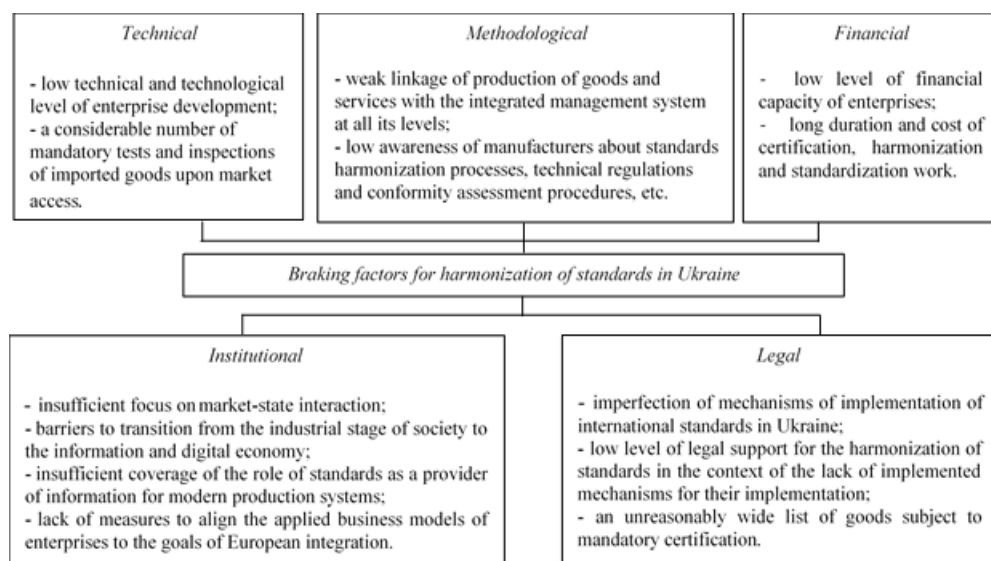 Technical
- low technical and technological
level of enterprise development;
- a considerable number of
mandatory tests and inspections
of imported goods upon market
access.
Methodological
- weak linkage of production of goods and
services with the integrated management system
at all its levels;
- low awareness of manufacturers about standards
harmonization processes, technical regulations
and conformity assessment procedures, etc.
Financial
- low level of financial
capacity of enterprises;
- long duration and cost of
certification, harmonization
and standardization work.
Braking factors for harmonization of standards in Ukraine
Institutional
- insufficient focus on market-state interaction;
- barriers to transition from the industrial stage of society to
the information and digital economy;
- insufficient coverage of the role of standards as a provider
of information for modern production systems;
- lack of measures to align the applied business models of
enterprises to the goals of European integration.
Legal
- imperfection of mechanisms of implementation of
international standards in Ukraine;
- low level of legal support for the harmonization of
standards in the context of the lack of implemented
mechanisms for their implementation;
- an unreasonably wide list of goods subject to
mandatory certification.